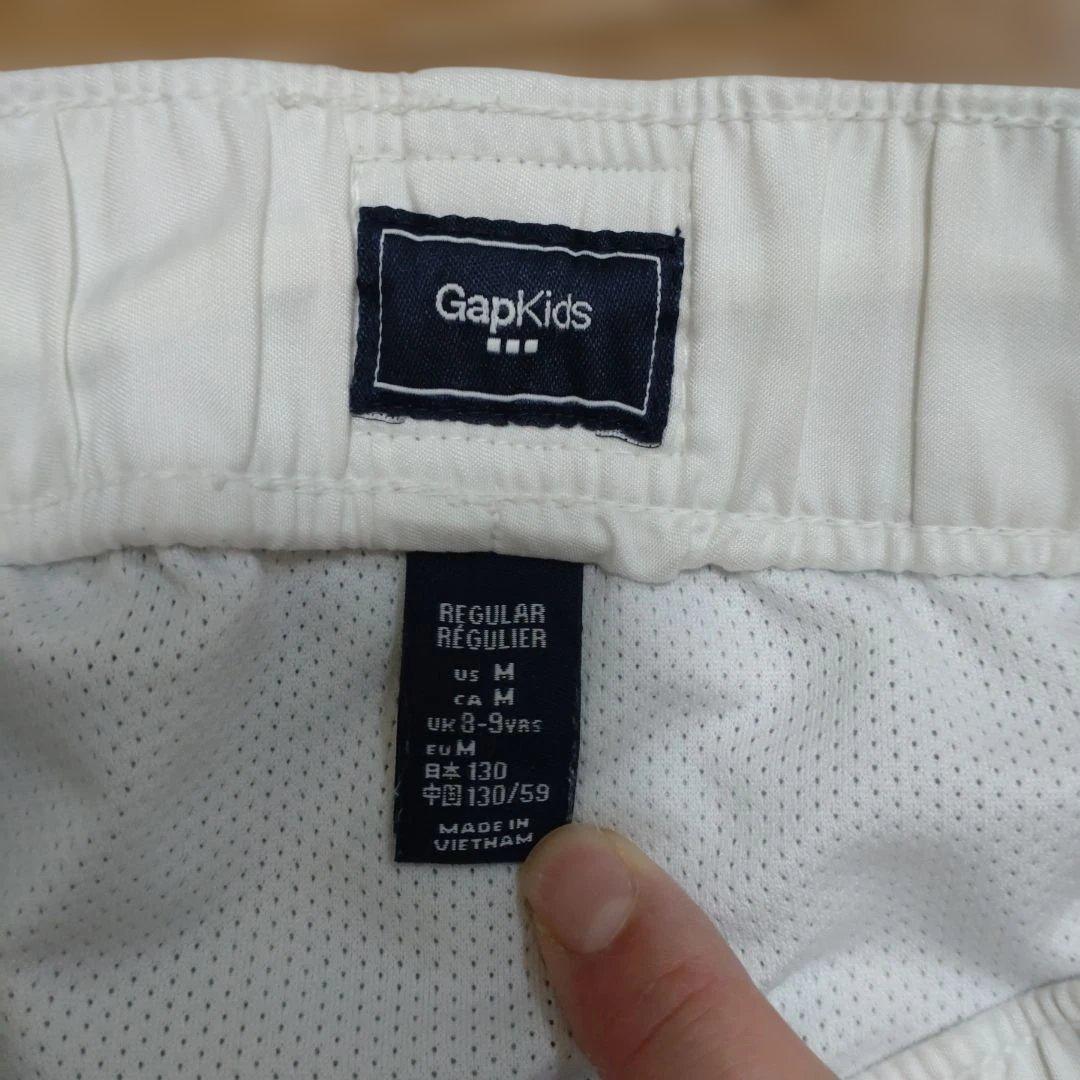 GapKids
REGULAR
RÉGULIER
US M
CA M
UK 8-9YRS
EU M
日本 130
中国 130/59
MADE IN
VIETNAM